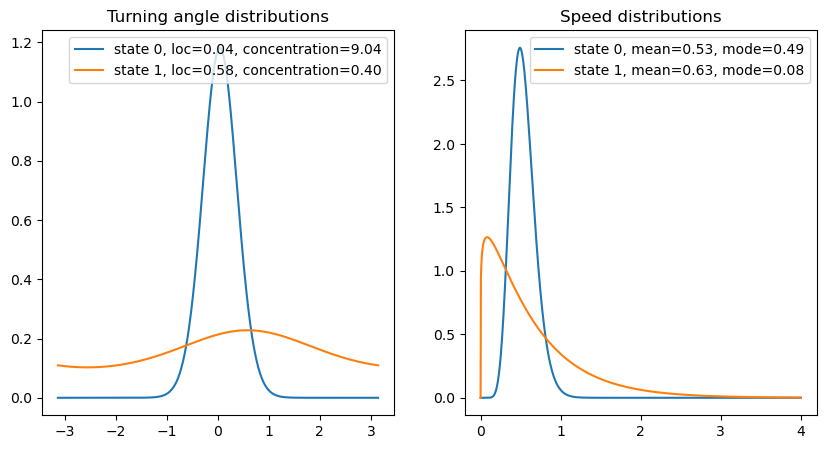 Turning angle distributions
state 0, loc=0.04, concentration=9.04
state 1, loc=0.58, concentration=0.40
1.2
1.0
0.8
0.6
0.4
0.2
0.0
−3 −2 −1 0 1 2 3
Speed distributions
state 0, mean=0.53, mode=0.49
state 1, mean=0.63, mode=0.08
2.5
2.0
1.5
1.0
0.5
0.0
0 1 2 3 4